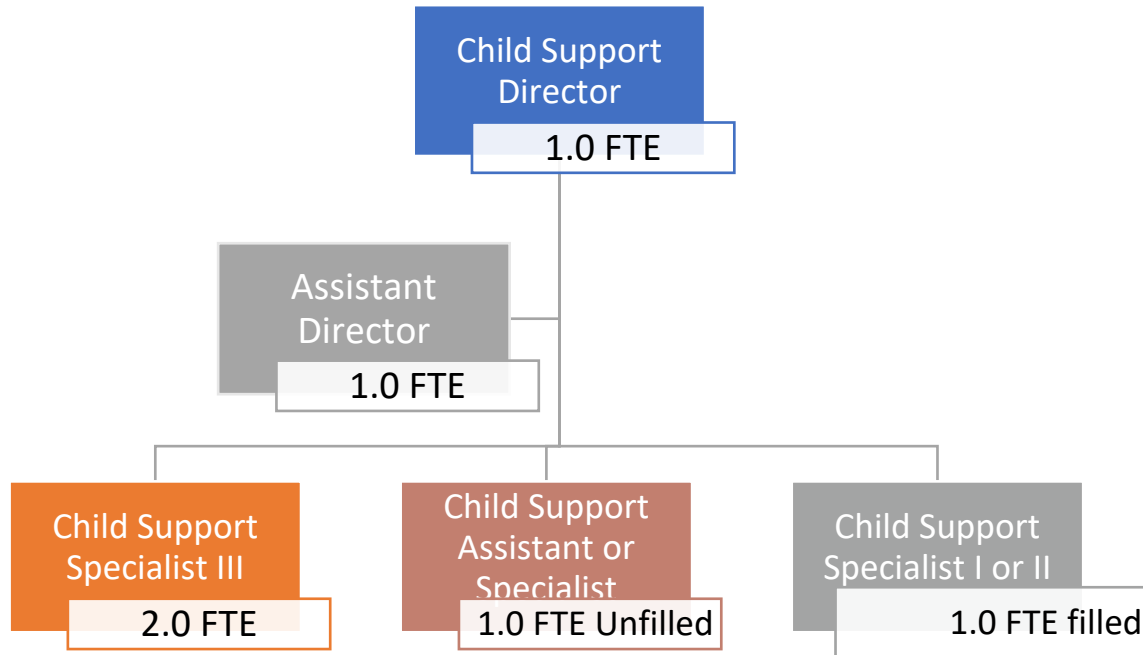 Child Support
Director
1.0 FTE
Assistant
Director
1.0 FTE
Child Support
Specialist III
2.0 FTE
Child Support
Assistant or
Specialist
1.0 FTE Unfilled
Child Support
Specialist I or II
1.0 FTE filled